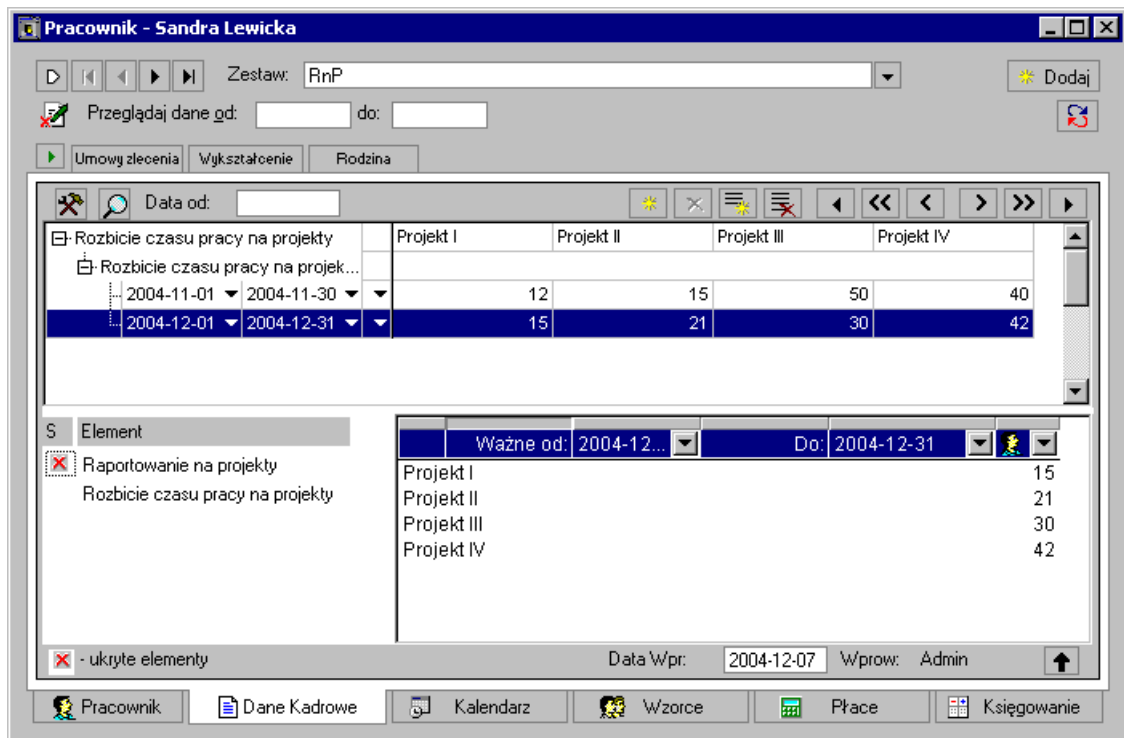 Pracownik - Sandra Lewicka
Zestaw: RnP Dodaj
Przeglądaj dane od: do:
Umowy zlecenia Wykształcenie Rodzina
Data od:
Rozbicie czasu pracy na projekty Projekt I Projekt II Projekt III Projekt IV
Rozbicie czasu pracy na projek...
2004-11-01 2004-11-30 12 15 50 40
2004-12-01 2004-12-31 15 21 30 42
S Element
Ważne od: 2004-12... Do: 2004-12-31
Raportowanie na projekty
Rozbicie czasu pracy na projekty
Projekt I 15
Projekt II 21
Projekt III 30
Projekt IV 42
- ukryte elementy Data Wpr: 2004-12-07 Wprow: Admin
Pracownik Dane Kadrowe Kalendarz Wzorce Płace Księgowanie